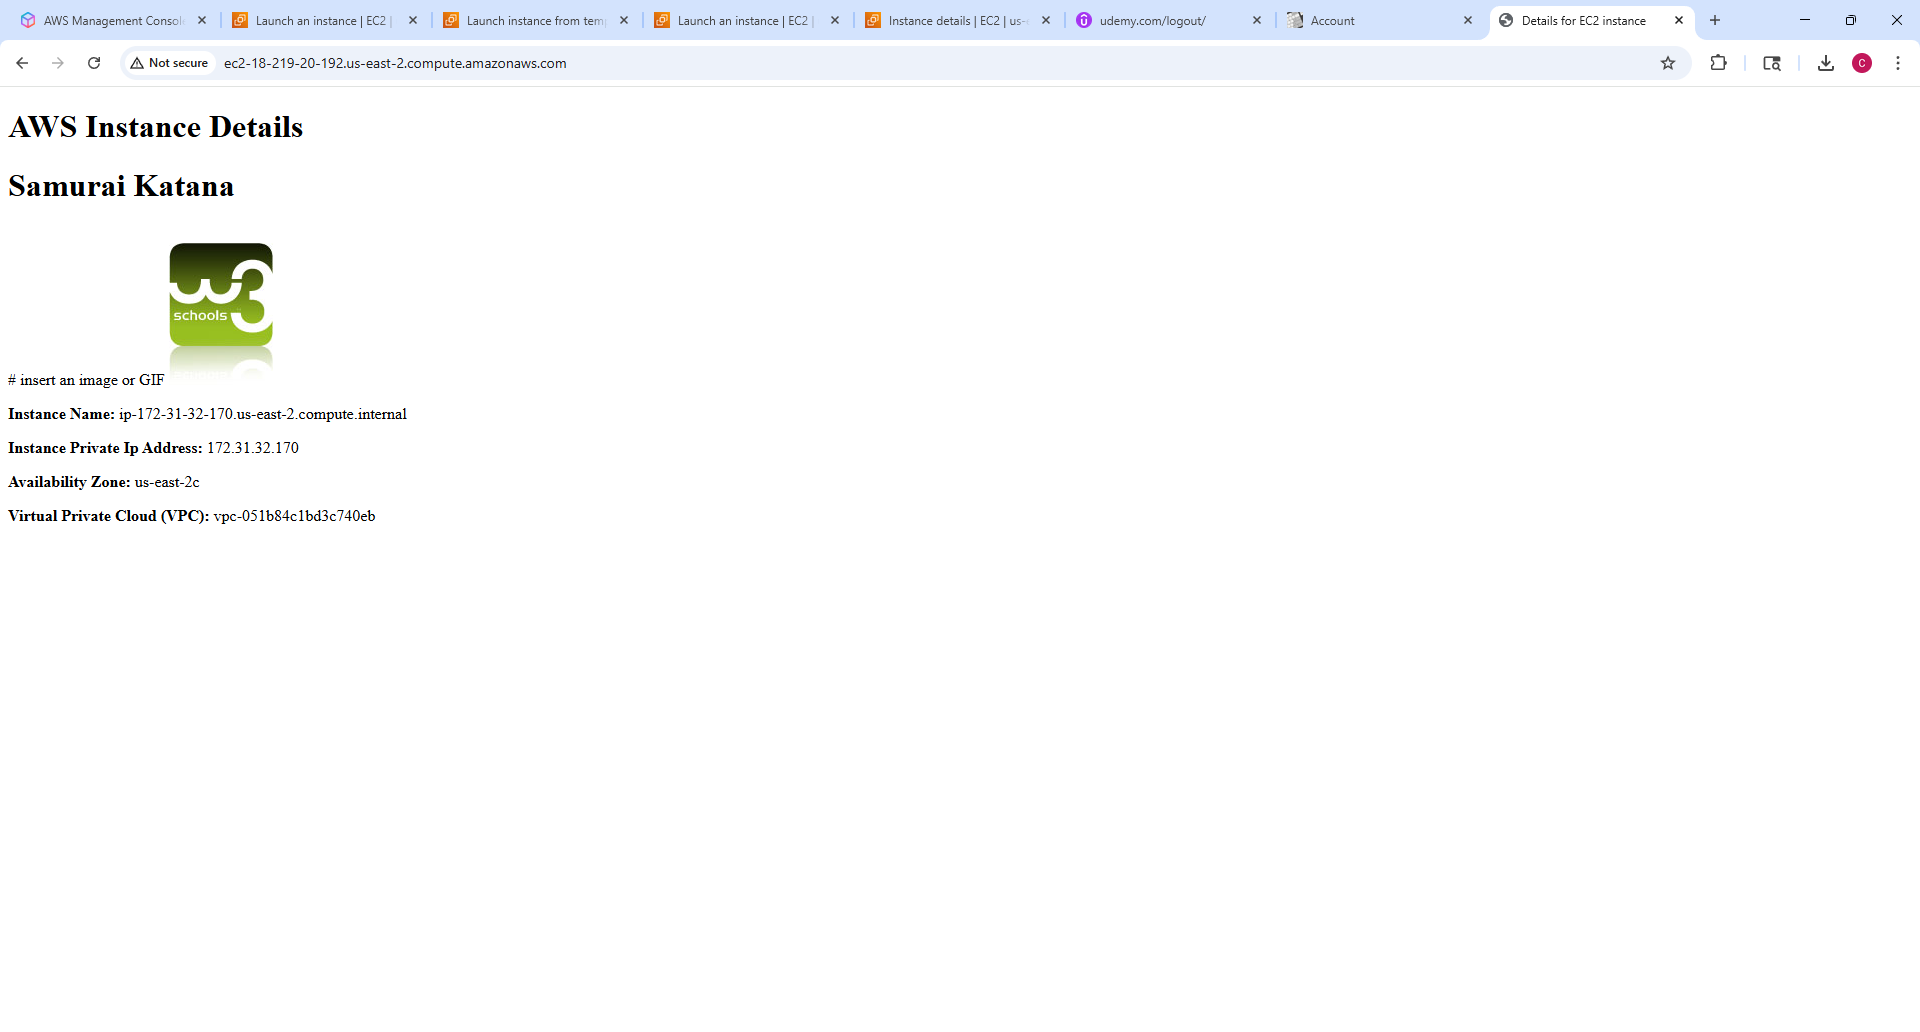 AWS Management Consol
Launch an instance | EC2 |
Launch instance from tem
Launch an instance | EC2 |
Instance details | EC2 | us-
udemy.com/logout/
Account
Details for EC2 instance
Not secure
ec2-18-219-20-192.us-east-2.compute.amazonaws.com
C
AWS Instance Details
Samurai Katana
w3
schools
# insert an image or GIF
Instance Name: ip-172-31-32-170.us-east-2.compute.internal
Instance Private Ip Address: 172.31.32.170
Availability Zone: us-east-2c
Virtual Private Cloud (VPC): vpc-051b84c1bd3c740eb